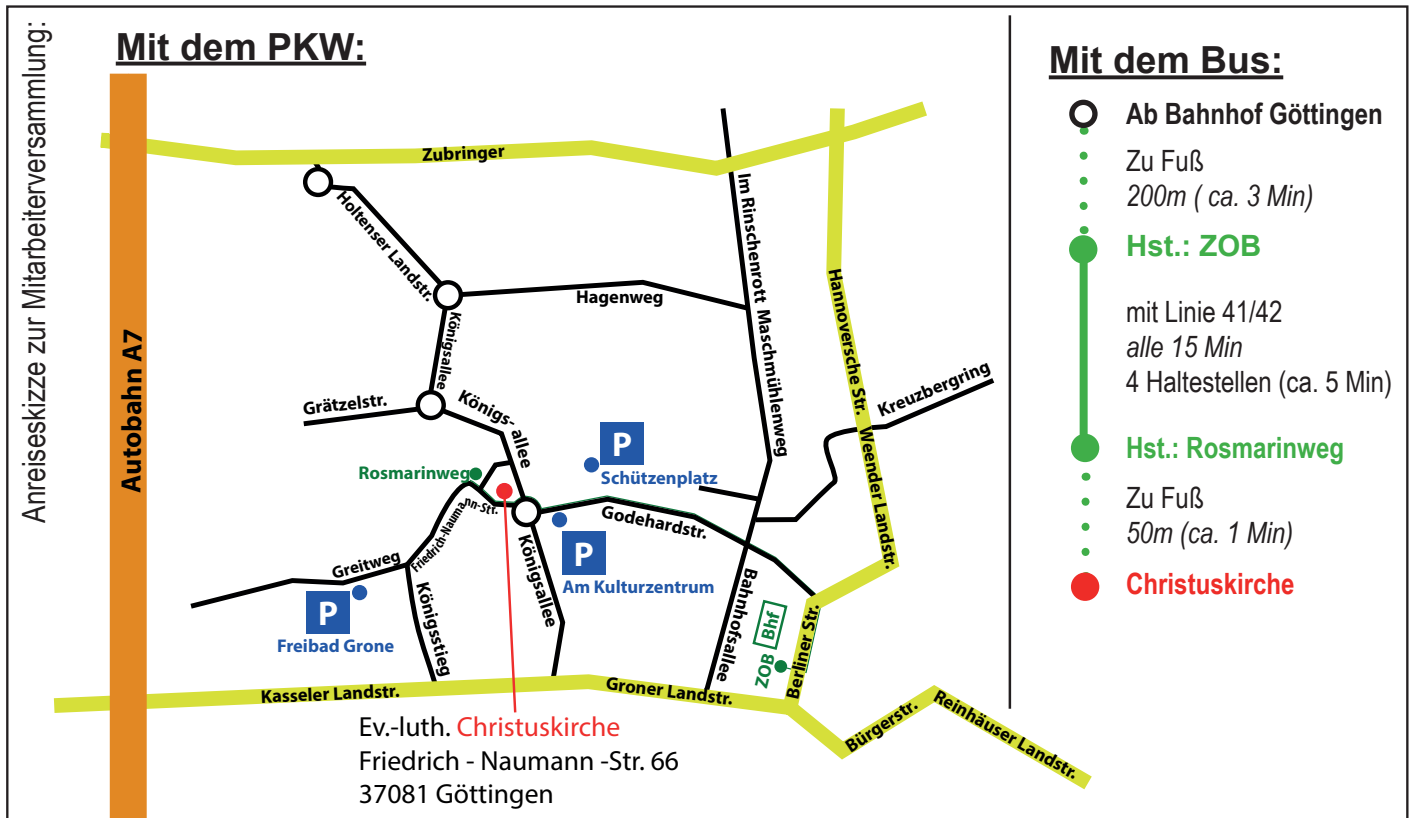 Anreiseskizze zur Mitarbeiterversammlung:
Mit dem PKW:
Autobahn A7
Zubringer
Holtenser Landstr.
Königsallee
Hagenweg
Im Rinschenrott Maschmühlenweg
Hannoversche Str. Weender Landstr.
Kreuzbergring
Grätzelstr.
Königs- allee
P
Schützenplatz
Rosmarinweg
Friedrich-Naumann-Str.
Godehardstr.
P
Am Kulturzentrum
Königsallee
Greitweg
P
Freibad Grone
Königsstieg
Bahnhofsallee
ZOB
Bhf
Berliner Str.
Kasseler Landstr.
Groner Landstr.
Bürgerstr.
Reinhäuser Landstr.
Ev.-luth. Christuskirche
Friedrich - Naumann -Str. 66
37081 Göttingen
Mit dem Bus:
Ab Bahnhof Göttingen
Zu Fuß
200m ( ca. 3 Min)
Hst.: ZOB
mit Linie 41/42
alle 15 Min
4 Haltestellen (ca. 5 Min)
Hst.: Rosmarinweg
Zu Fuß
50m (ca. 1 Min)
Christuskirche